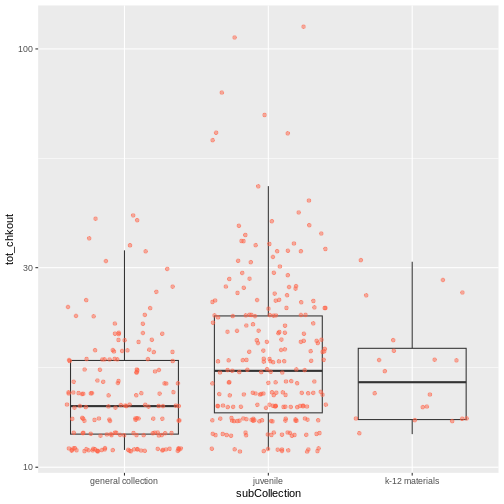 tot_chkout
100
30
10
general collection
juvenile
k-12 materials
subCollection